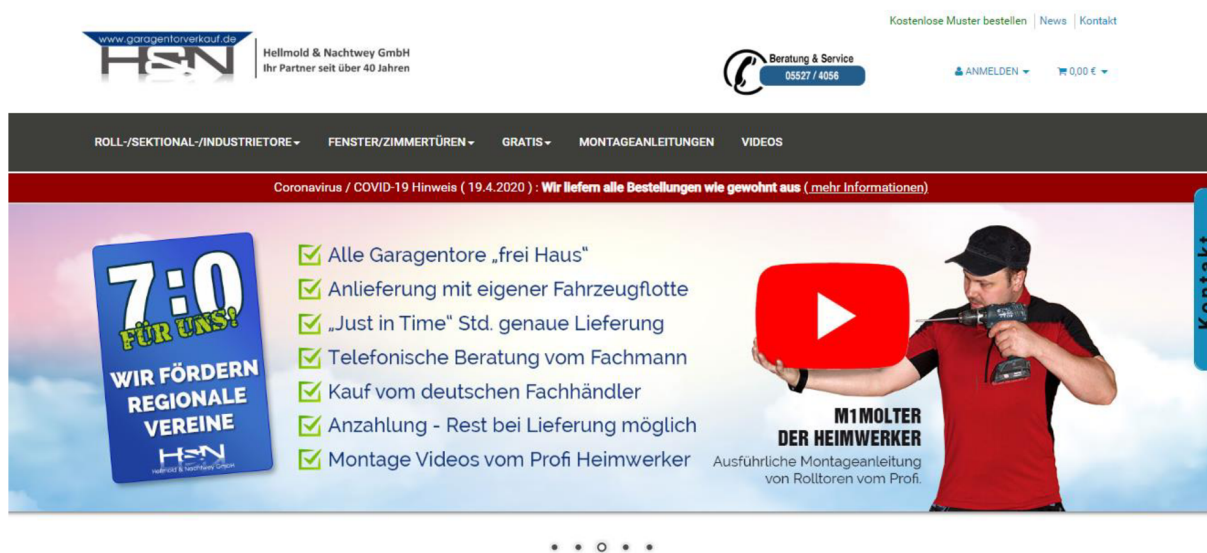 Kostenlose Muster bestellen News Kontakt
www.garagentorverkauf.de
H&N
Hellmold & Nachtwey GmbH
Ihr Partner seit über 40 Jahren
Beratung & Service
05527 / 4056
ANMELDEN
0,00 €
ROLL-/SEKTIONAL-/INDUSTRIETORE FENSTER/ZIMMERTÜREN GRATIS MONTAGEANLEITUNGEN VIDEOS
Coronavirus / COVID-19 Hinweis ( 19.4.2020 ) : Wir liefern alle Bestellungen wie gewohnt aus ( mehr Informationen)
7:0
FÜR UNS!
WIR FÖRDERN
REGIONALE
VEREINE
H&N
Hellmold & Nachtwey GmbH
Alle Garagentore „frei Haus“
Anlieferung mit eigener Fahrzeugflotte
„Just in Time“ Std. genaue Lieferung
Telefonische Beratung vom Fachmann
Kauf vom deutschen Fachhändler
Anzahlung - Rest bei Lieferung möglich
Montage Videos vom Profi Heimwerker
M1MOLTER
DER HEIMWERKER
Ausführliche Montageanleitung
von Rolltoren vom Profi.
Kontakt